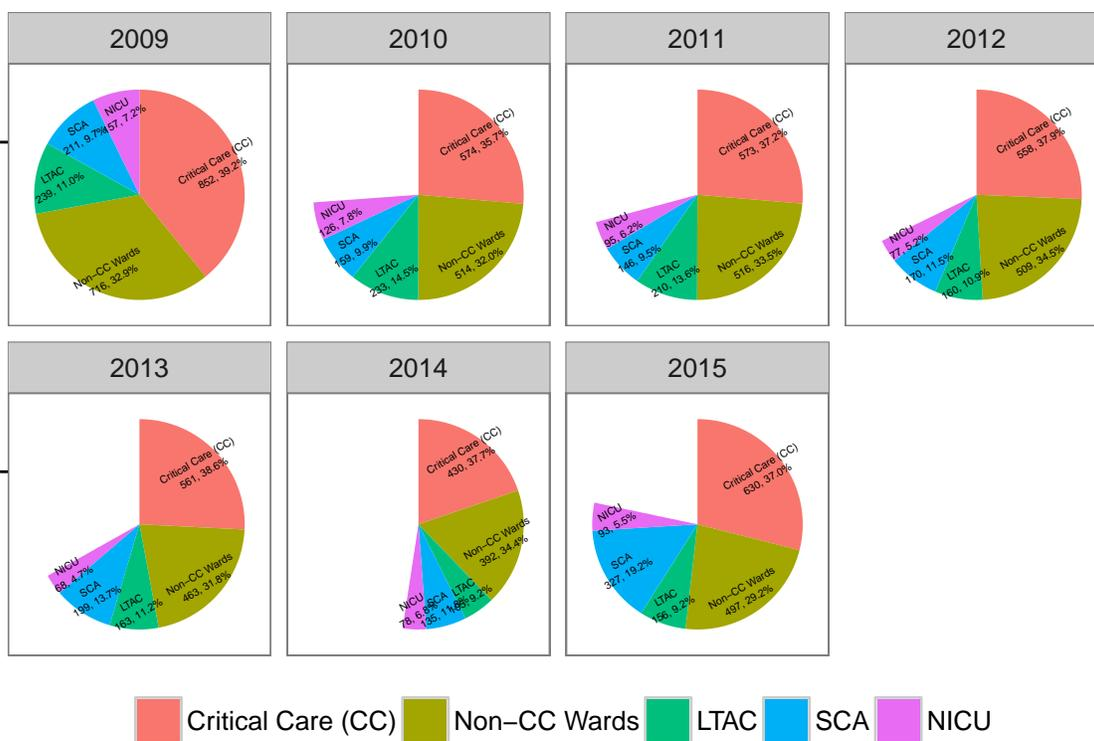 2009
2010
2011
2012
NICU
157, 7.2%
SCA
211, 9.7%
LTAC
239, 11.0%
Critical Care (CC)
852, 39.2%
Non−CC Wards
716, 32.9%
Critical Care (CC)
574, 35.7%
NICU
126, 7.8%
SCA
159, 9.9%
LTAC
233, 14.5%
Non−CC Wards
514, 32.0%
Critical Care (CC)
573, 37.2%
NICU
95, 6.2%
SCA
146, 9.5%
LTAC
210, 13.6%
Non−CC Wards
516, 33.5%
Critical Care (CC)
558, 37.9%
NICU
77, 5.2%
SCA
170, 11.5%
LTAC
160, 10.9%
Non−CC Wards
509, 34.5%
2013
2014
2015
Critical Care (CC)
561, 38.6%
NICU
68, 4.7%
SCA
199, 13.7%
LTAC
163, 11.2%
Non−CC Wards
463, 31.8%
Critical Care (CC)
430, 37.7%
Non−CC Wards
392, 34.4%
LTAC
9.2%
SCA
135,
NICU
78,
Critical Care (CC)
630, 37.0%
NICU
93, 5.5%
SCA
327, 19.2%
LTAC
156, 9.2%
Non−CC Wards
497, 29.2%
Critical Care (CC) Non−CC Wards LTAC SCA NICU